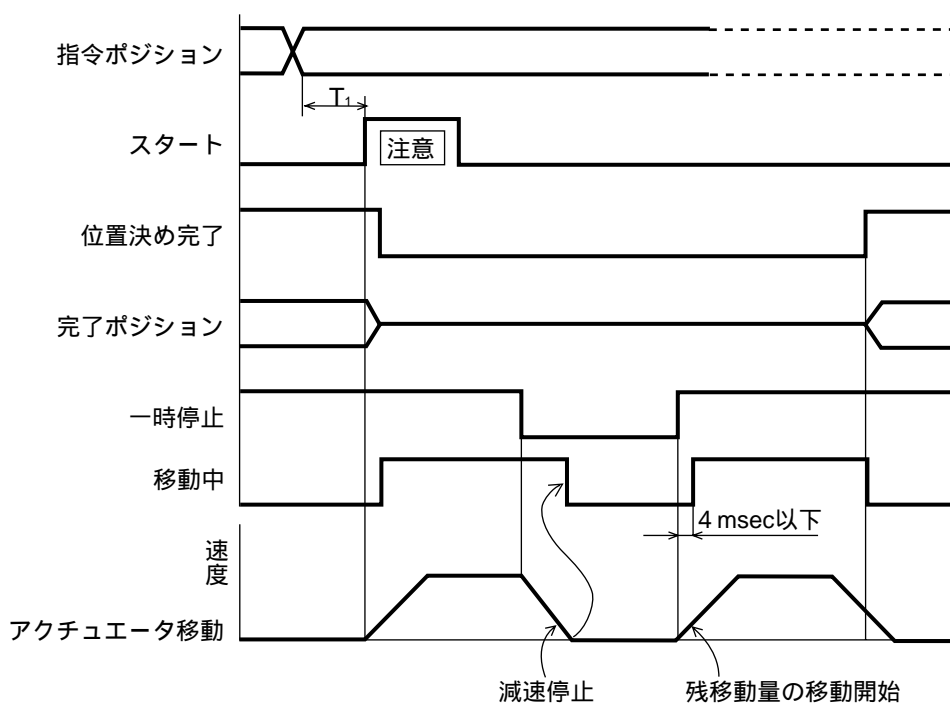 指令ポジション
T₁
スタート
注意
位置決め完了
完了ポジション
一時停止
移動中
4 msec以下
速度
アクチュエータ移動
減速停止
残移動量の移動開始